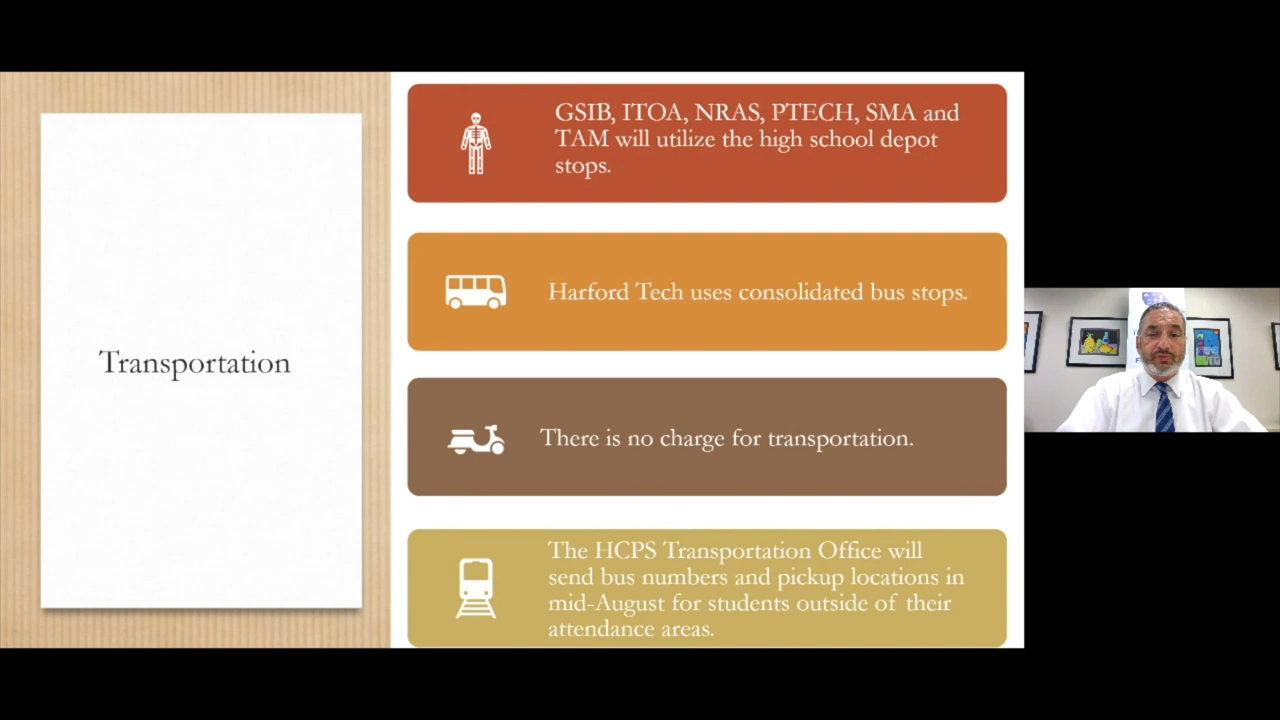 Transportation
GSIB, ITOA, NRAS, PTECH, SMA and
TAM will utilize the high school depot
stops.
Harford Tech uses consolidated bus stops.
There is no charge for transportation.
The HCPS Transportation Office will
send bus numbers and pickup locations in
mid-August for students outside of their
attendance areas.